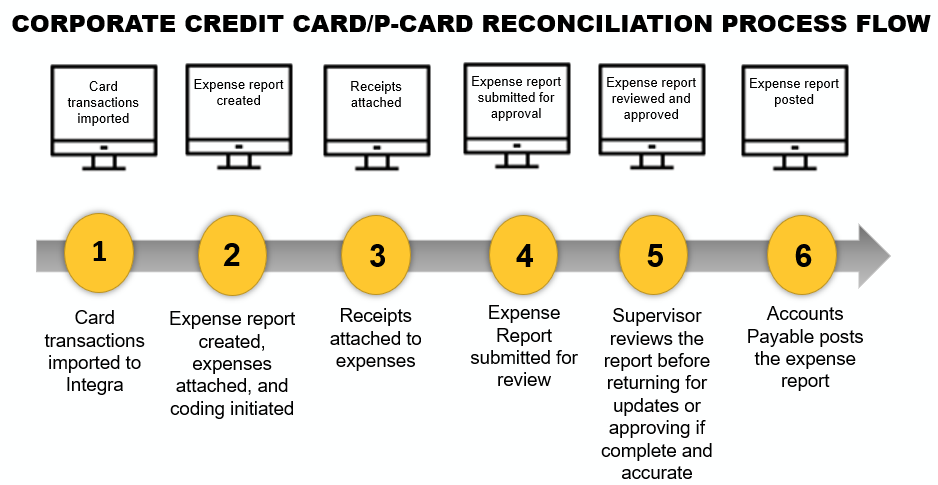 CORPORATE CREDIT CARD/P-CARD RECONCILIATION PROCESS FLOW
Card
transactions
imported
Expense report
created
Receipts
attached
Expense report
submitted for
approval
Expense report
reviewed and
approved
Expense report
posted
1
2
3
4
5
6
Card
transactions
imported to
Integra
Expense report
created,
expenses
attached, and
coding initiated
Receipts
attached to
expenses
Expense
Report
submitted for
review
Supervisor
reviews the
report before
returning for
updates or
approving if
complete and
accurate
Accounts
Payable posts
the expense
report